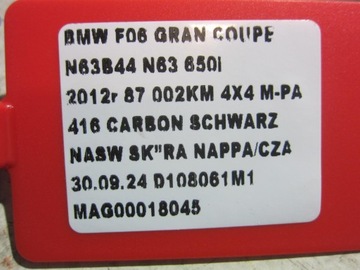 BMW F06 GRAN COUPE
N63B44 N63 650i
2012r 87 002KM 4X4 M-PA
416 CARBON SCHWARZ
NASW SK"RA NAPPA/CZA
30.09.24 D108061M1
MAG00018045